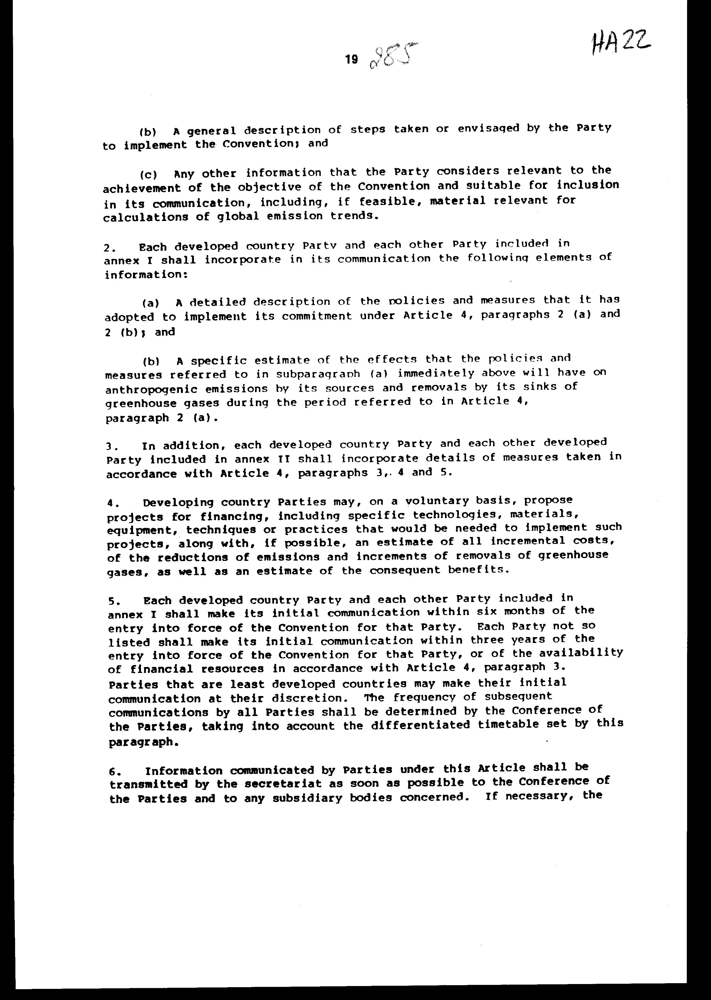 HA22
19 285
(b) A general description of steps taken or envisaged by the Party
to implement the Convention; and
(c) Any other information that the Party considers relevant to the
achievement of the objective of the Convention and suitable for inclusion
in its communication, including, if feasible, material relevant for
calculations of global emission trends.
2. Each developed country Party and each other Party included in
annex I shall incorporate in its communication the following elements of
information:
(a) A detailed description of the policies and measures that it has
adopted to implement its commitment under Article 4, paragraphs 2 (a) and
2 (b); and
(b) A specific estimate of the effects that the policies and
measures referred to in subparagraph (a) immediately above will have on
anthropogenic emissions by its sources and removals by its sinks of
greenhouse gases during the period referred to in Article 4,
paragraph 2 (a).
3. In addition, each developed country Party and each other developed
Party included in annex II shall incorporate details of measures taken in
accordance with Article 4, paragraphs 3, 4 and 5.
4. Developing country Parties may, on a voluntary basis, propose
projects for financing, including specific technologies, materials,
equipment, techniques or practices that would be needed to implement such
projects, along with, if possible, an estimate of all incremental costs,
of the reductions of emissions and increments of removals of greenhouse
gases, as well as an estimate of the consequent benefits.
5. Each developed country Party and each other Party included in
annex I shall make its initial communication within six months of the
entry into force of the Convention for that Party. Each Party not so
listed shall make its initial communication within three years of the
entry into force of the Convention for that Party, or of the availability
of financial resources in accordance with Article 4, paragraph 3.
Parties that are least developed countries may make their initial
communication at their discretion. The frequency of subsequent
communications by all Parties shall be determined by the Conference of
the Parties, taking into account the differentiated timetable set by this
paragraph.
6. Information communicated by Parties under this Article shall be
transmitted by the secretariat as soon as possible to the Conference of
the Parties and to any subsidiary bodies concerned. If necessary, the